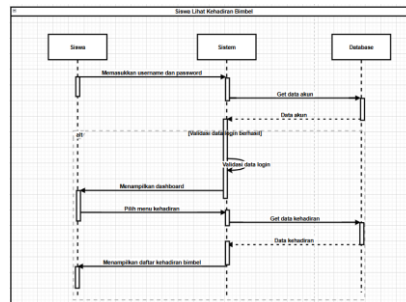 Siswa Lihat Kehadiran Bimbel
Siswa
Sistem
Database
Memasukkan username dan password
Get data akun
Data akun
alt
[Validasi data login berhasil]
Validasi data login
Menampilkan dashboard
Pilih menu kehadiran
Get data kehadiran
Data kehadiran
Menampilkan daftar kehadiran bimbel